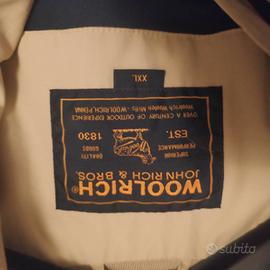 WOOLRICH
JOHN RICH & BROS.
SUPERIOR
PERFORMANCE
QUALITY
GOODS
Woolrich
EST. 1830
OVER A CENTURY OF OUTDOOR EXPERIENCE
Woolrich Woolen Mills - WOOLRICH, PENNA
XXL
subito